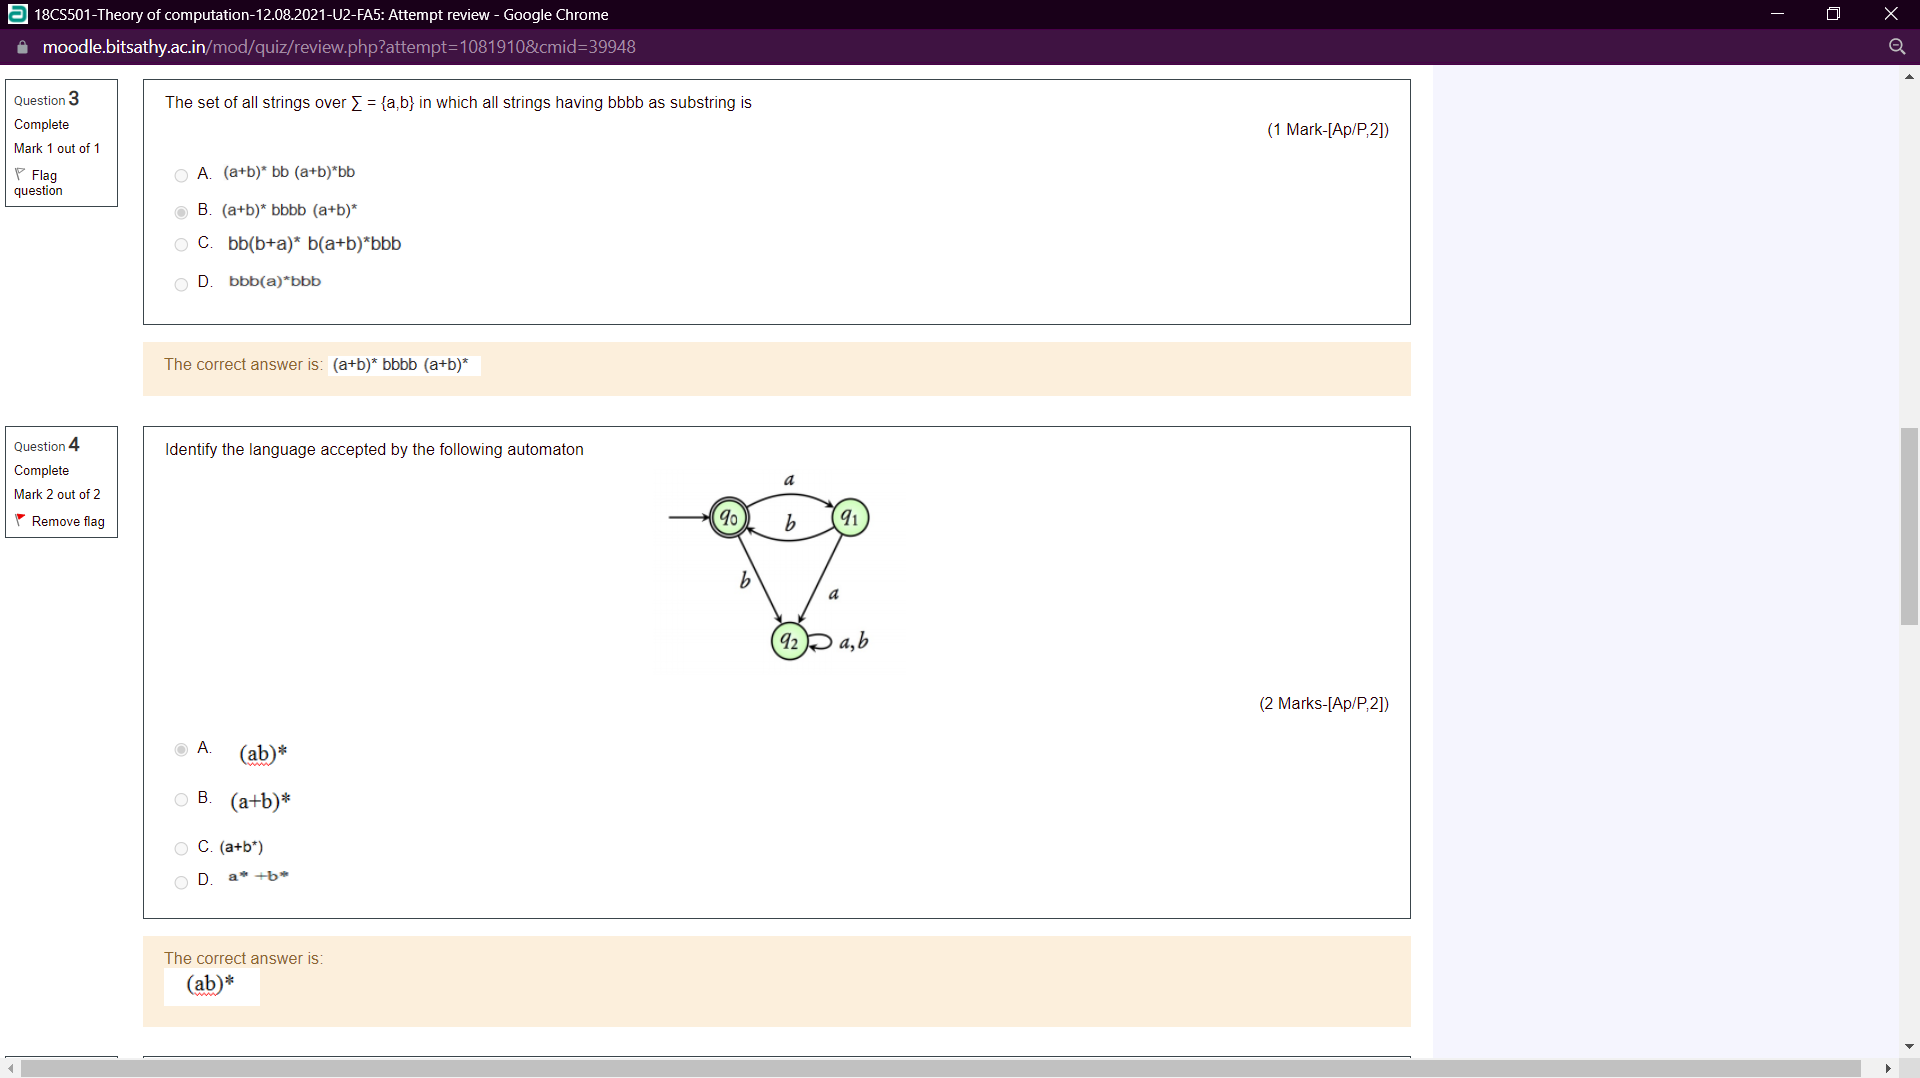 18CS501-Theory of computation-12.08.2021-U2-FA5: Attempt review - Google Chrome
moodle.bitsathy.ac.in/mod/quiz/review.php?attempt=1081910&cmid=39948
Question 3
Complete
Mark 1 out of 1
Flag
question
The set of all strings over ∑ = {a,b} in which all strings having bbbb as substring is
(1 Mark-[Ap/P,2])
A. (a+b)* bb (a+b)*bb
B. (a+b)* bbbb (a+b)*
C. bb(b+a)* b(a+b)*bbb
D. bbb(a)*bbb
The correct answer is: (a+b)* bbbb (a+b)*
Question 4
Complete
Mark 2 out of 2
Remove flag
Identify the language accepted by the following automaton
a
q0
b
q1
b
a
q2
a,b
(2 Marks-[Ap/P,2])
A. (ab)*
B. (a+b)*
C. (a+b*)
D. a* +b*
The correct answer is:
(ab)*